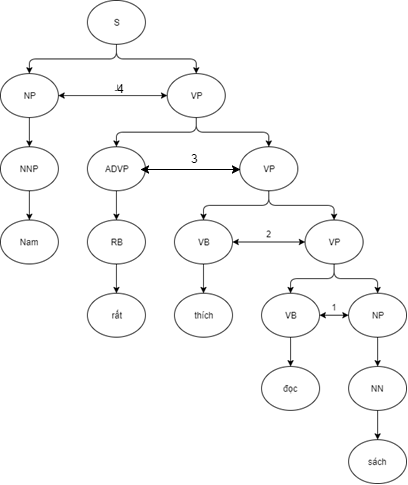 S
NP 4 VP
NNP ADVP 3 VP
Nam RB VB 2 VP
rất thích VB 1 NP
đọc NN
sách